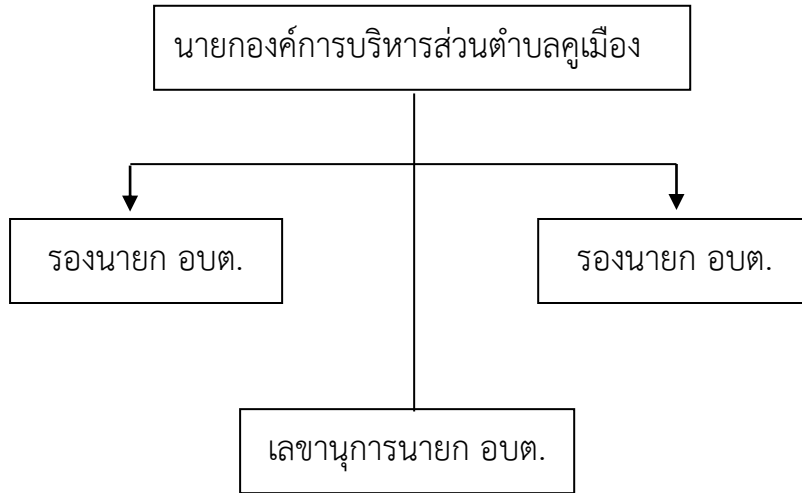 นายกองค์การบริหารส่วนตำบลคูเมือง
รองนายก อบต.
รองนายก อบต.
เลขานุการนายก อบต.